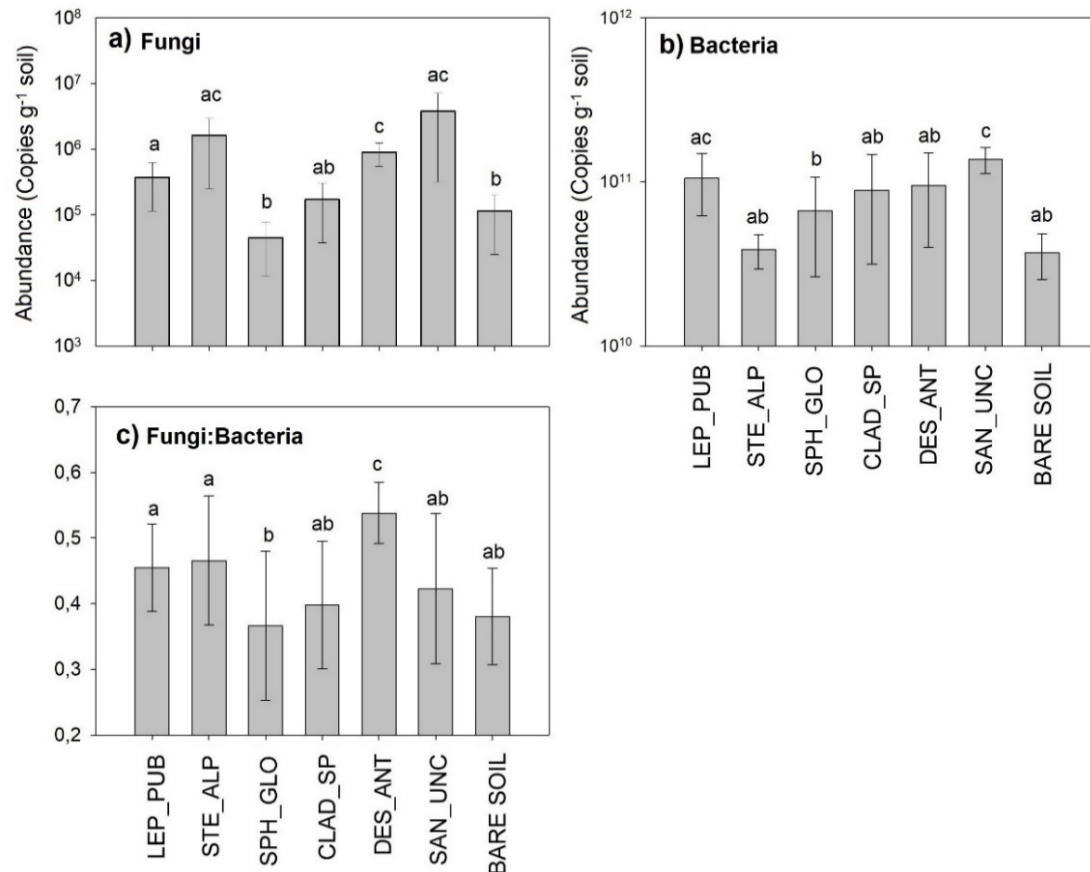 a) Fungi
Abundance (Copies g⁻¹ soil)
10⁸
10⁷
10⁶
10⁵
10⁴
10³
a
ac
b
ab
c
ac
b
b) Bacteria
Abundance (Copies g⁻¹ soil)
10¹²
10¹¹
10¹⁰
ac
ab
b
ab
ab
c
ab
LEP_PUB
STE_ALP
SPH_GLO
CLAD_SP
DES_ANT
SAN_UNC
BARE SOIL
c) Fungi:Bacteria
0,7
0,6
0,5
0,4
0,3
0,2
a
a
b
ab
c
ab
ab
LEP_PUB
STE_ALP
SPH_GLO
CLAD_SP
DES_ANT
SAN_UNC
BARE SOIL